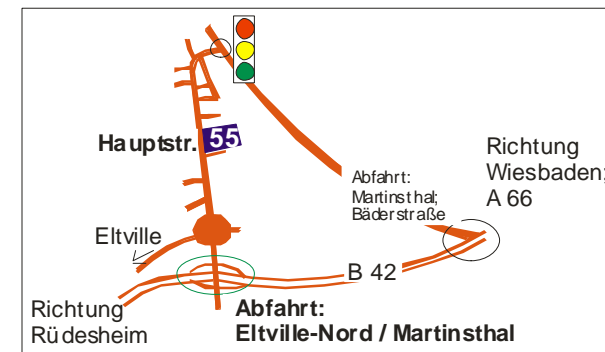 Hauptstr. 55
Richtung
Wiesbaden;
A 66
Abfahrt:
Martinsthal;
Bäderstraße
Eltville
B 42
Richtung
Rüdesheim
Abfahrt:
Eltville-Nord / Martinsthal